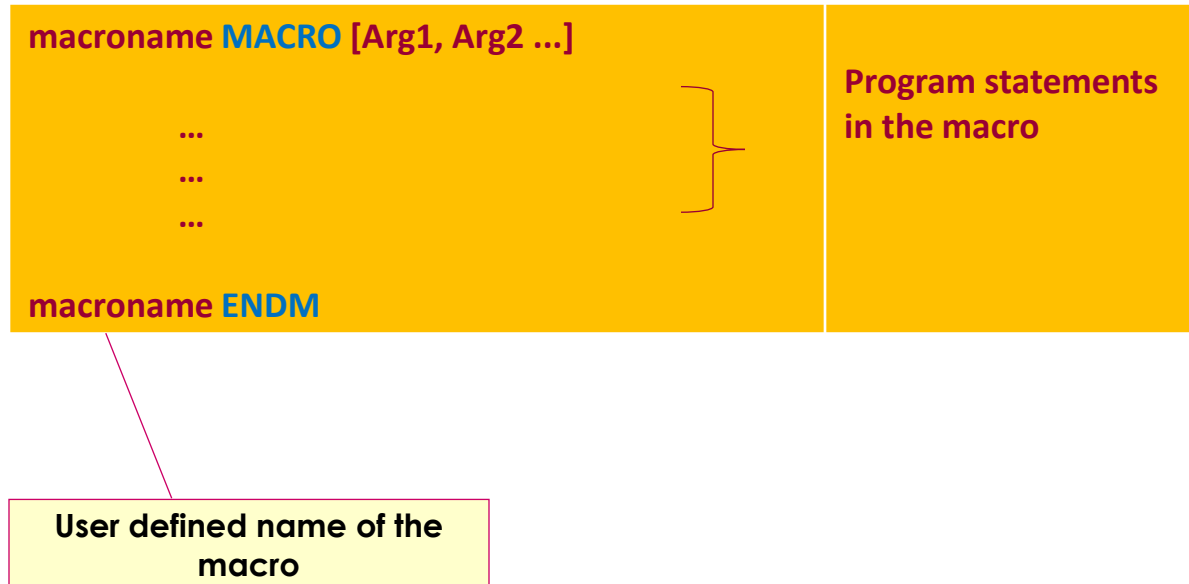 macroname MACRO [Arg1, Arg2 ...]
Program statements
in the macro
...
...
...
macroname ENDM
User defined name of the
macro